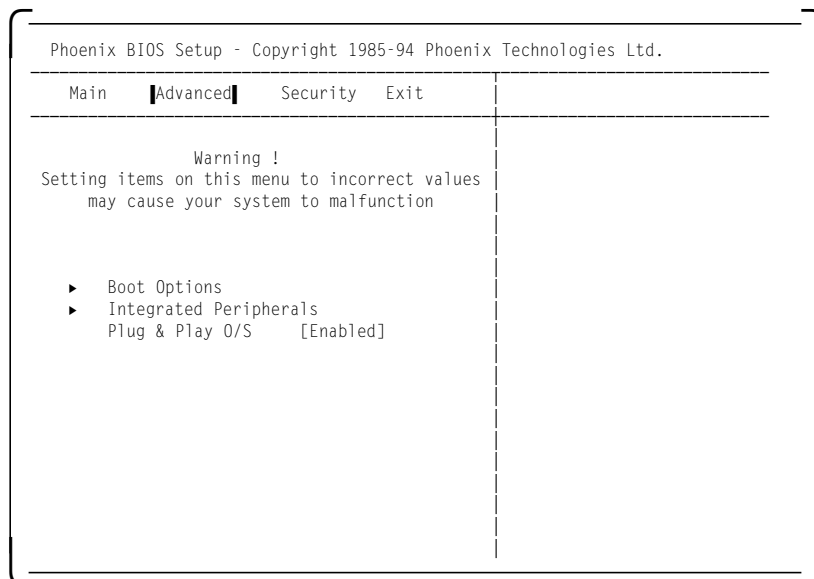 Phoenix BIOS Setup - Copyright 1985-94 Phoenix Technologies Ltd.
Main Advanced Security Exit
Warning !
Setting items on this menu to incorrect values
may cause your system to malfunction
▶ Boot Options
▶ Integrated Peripherals
Plug & Play O/S [Enabled]